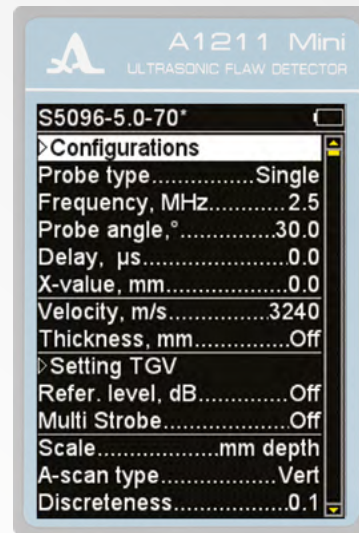 A1211 Mini
ULTRASONIC FLAW DETECTOR
S5096-5.0-70*
Configurations
Probe type................Single
Frequency, MHz..........2.5
Probe angle,°...............30.0
Delay, µs......................0.0
X-value, mm.................0.0
Velocity, m/s...............3240
Thickness, mm.............Off
Setting TGV
Refer. level, dB.............Off
Multi Strobe..................Off
Scale...................mm depth
A-scan type................Vert
Discreteness.................0.1